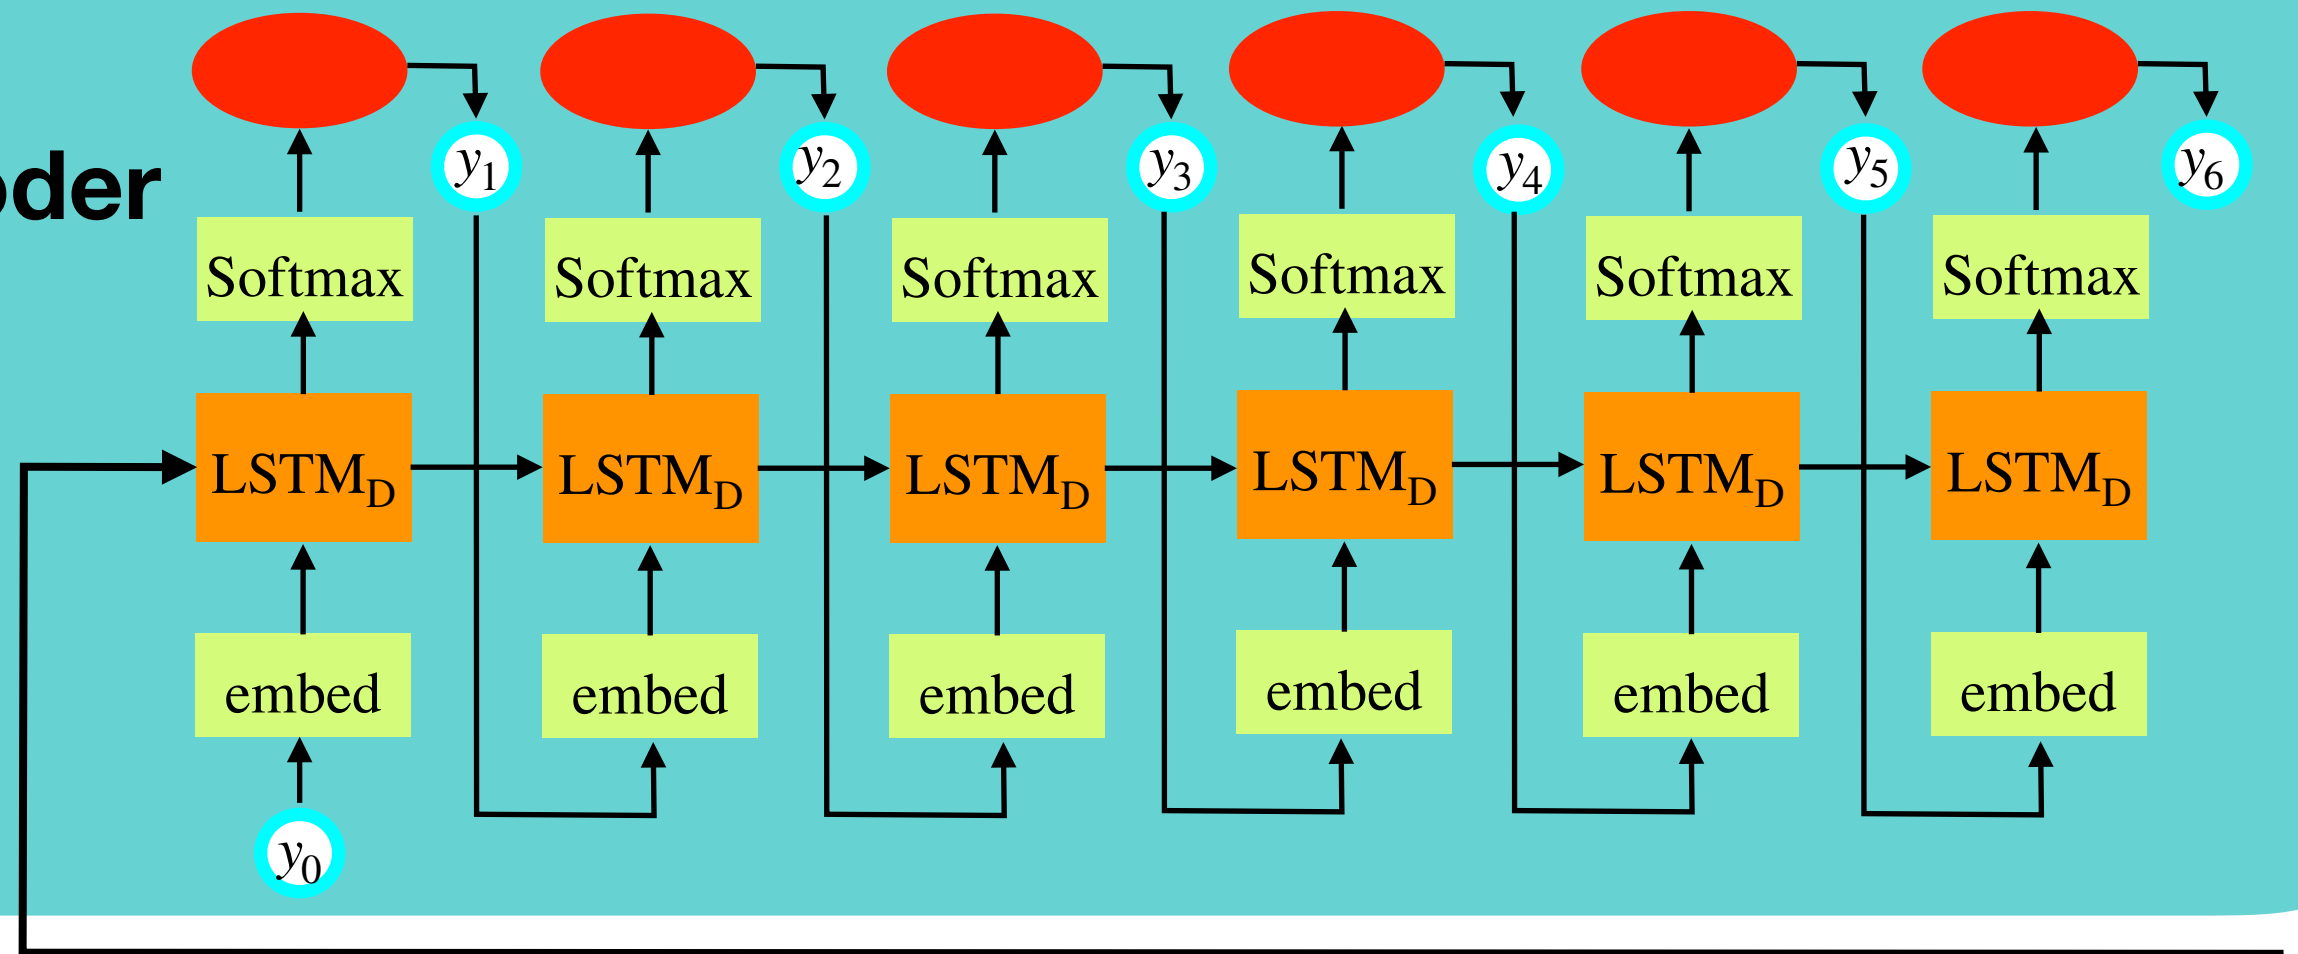 oder
y1 y2 y3 y4 y5 y6
Softmax Softmax Softmax Softmax Softmax Softmax
LSTMD LSTMD LSTMD LSTMD LSTMD LSTMD
embed embed embed embed embed embed
y0